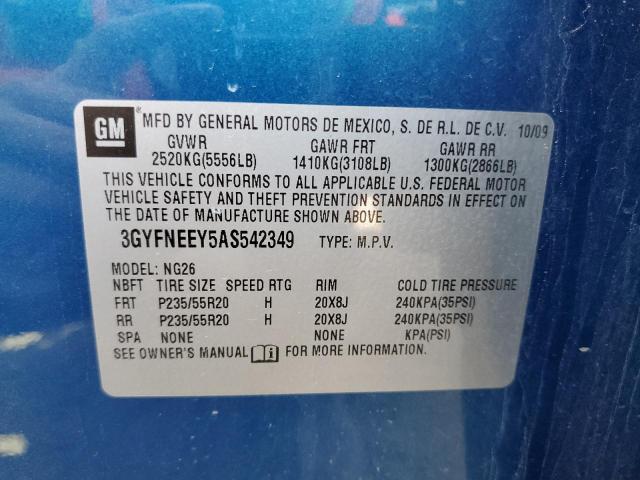 GM ® MFD BY GENERAL MOTORS DE MEXICO, S. DE R.L. DE C.V. 10/09
GVWR GAWR FRT GAWR RR
2520KG(5556LB) 1410KG(3108LB) 1300KG(2866LB)
THIS VEHICLE CONFORMS TO ALL APPLICABLE U.S. FEDERAL MOTOR
VEHICLE SAFETY AND THEFT PREVENTION STANDARDS IN EFFECT ON
THE DATE OF MANUFACTURE SHOWN ABOVE.
3GYFNEEY5AS542349 TYPE: M.P.V.
MODEL: NG26
NBFT TIRE SIZE SPEED RTG RIM COLD TIRE PRESSURE
FRT P235/55R20 H 20X8J 240KPA(35PSI)
RR P235/55R20 H 20X8J 240KPA(35PSI)
SPA NONE NONE KPA(PSI)
SEE OWNER'S MANUAL i FOR MORE INFORMATION.